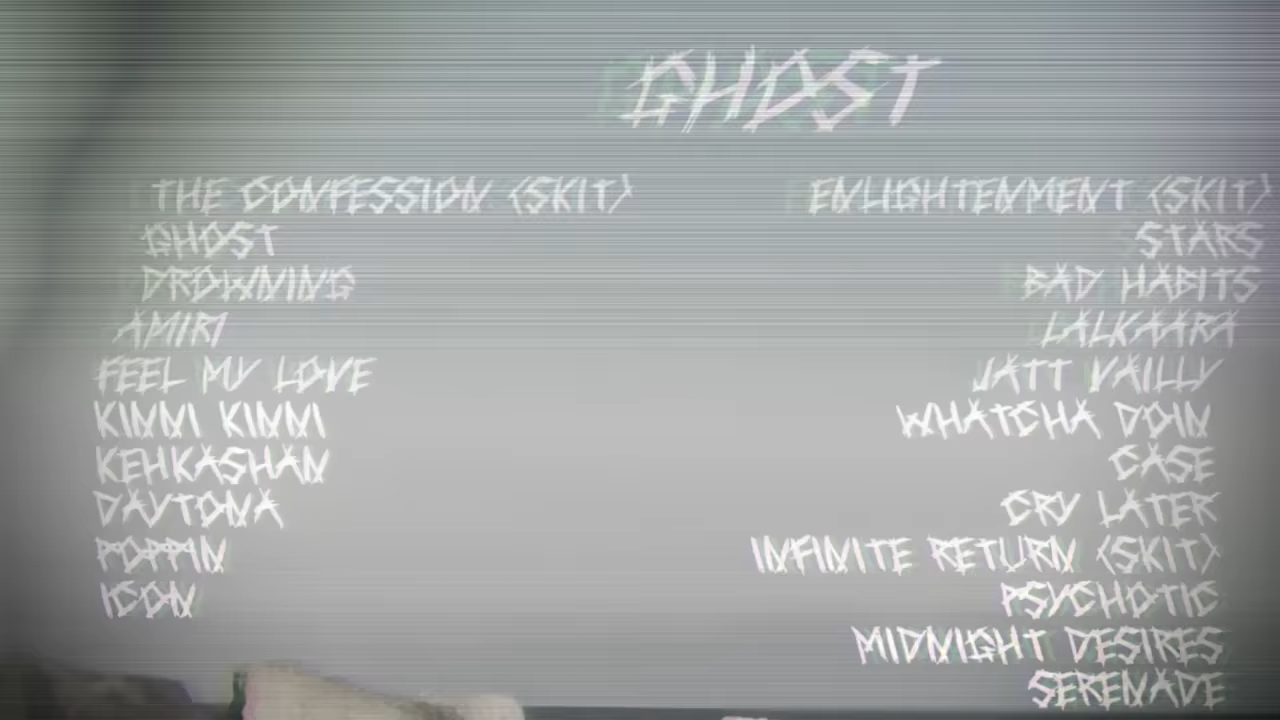 GHOST
THE CONFESSION (SKIT)
GHOST
DROWNING
AMIRI
FEEL MY LOVE
KINNI KINNI
KEHKASHAN
DAYTONA
POPPIN
ICON
ENLIGHTENMENT (SKIT)
STARS
BAD HABITS
LALKAARA
JATT VAILLY
WHATCHA DOIN
CASE
CRY LATER
INFINITE RETURN (SKIT)
PSYCHOTIC
MIDNIGHT DESIRES
SERENADE